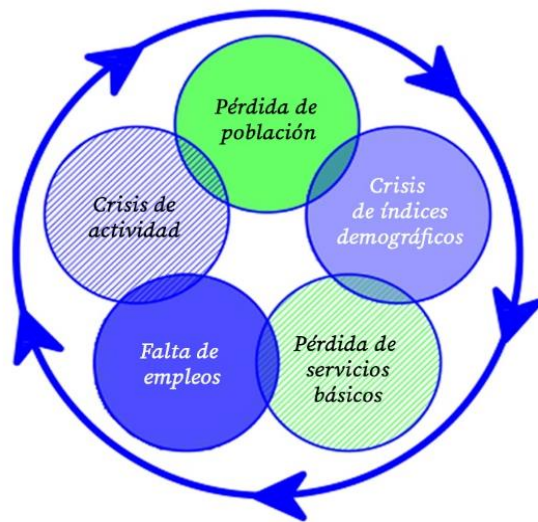 Pérdida de
población
Crisis
de índices
demográficos
Pérdida de
servicios
básicos
Falta de
empleos
Crisis de
actividad